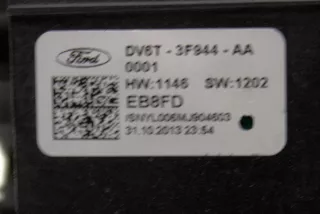 Ford
DV6T - 3F944 - AA
0001
HW:1146 SW:1202
EB8FD
31.10.2013 23:54